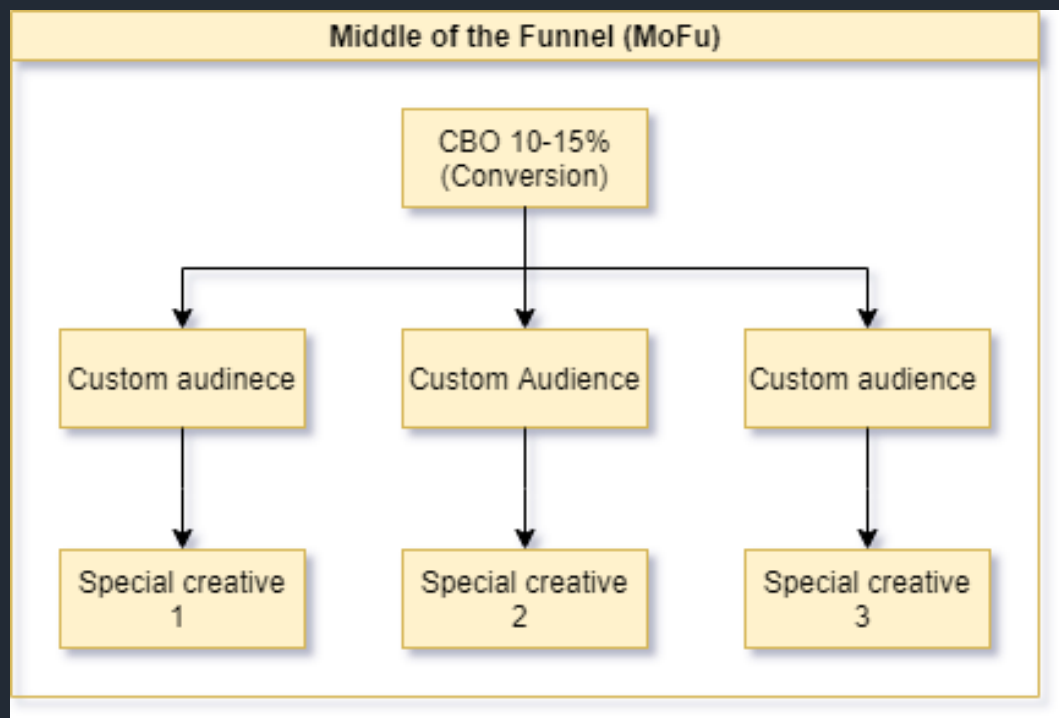 Middle of the Funnel (MoFu)
CBO 10-15%
(Conversion)
Custom audinece
Custom Audience
Custom audience
Special creative
1
Special creative
2
Special creative
3